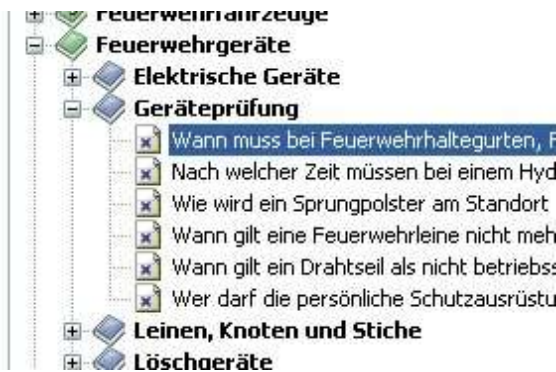 Feuerwehrfahrzeuge
Feuerwehrgeräte
Elektrische Geräte
Geräteprüfung
Wann muss bei Feuerwehrhaltegurten, F
Nach welcher Zeit müssen bei einem Hyd
Wie wird ein Sprungpolster am Standort
Wann gilt eine Feuerwehrleine nicht meh
Wann gilt ein Drahtseil als nicht betriebss
Wer darf die persönliche Schutzausrüstu
Leinen, Knoten und Stiche
Löschgeräte